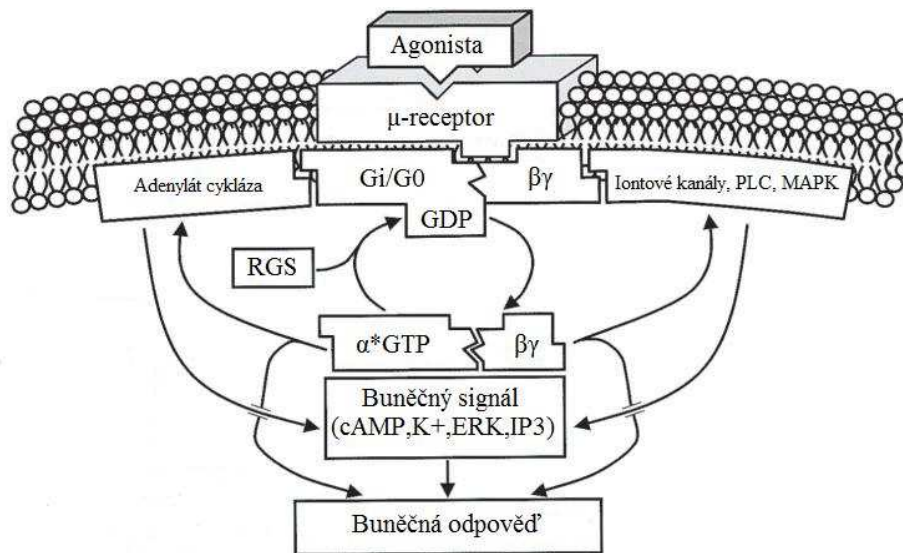 Agonista
μ-receptor
Adenylát cykláza
Gi/G0
βγ
Iontové kanály, PLC, MAPK
GDP
RGS
α*GTP
βγ
Buněčný signál
(cAMP,K+,ERK,IP3)
Buněčná odpověď